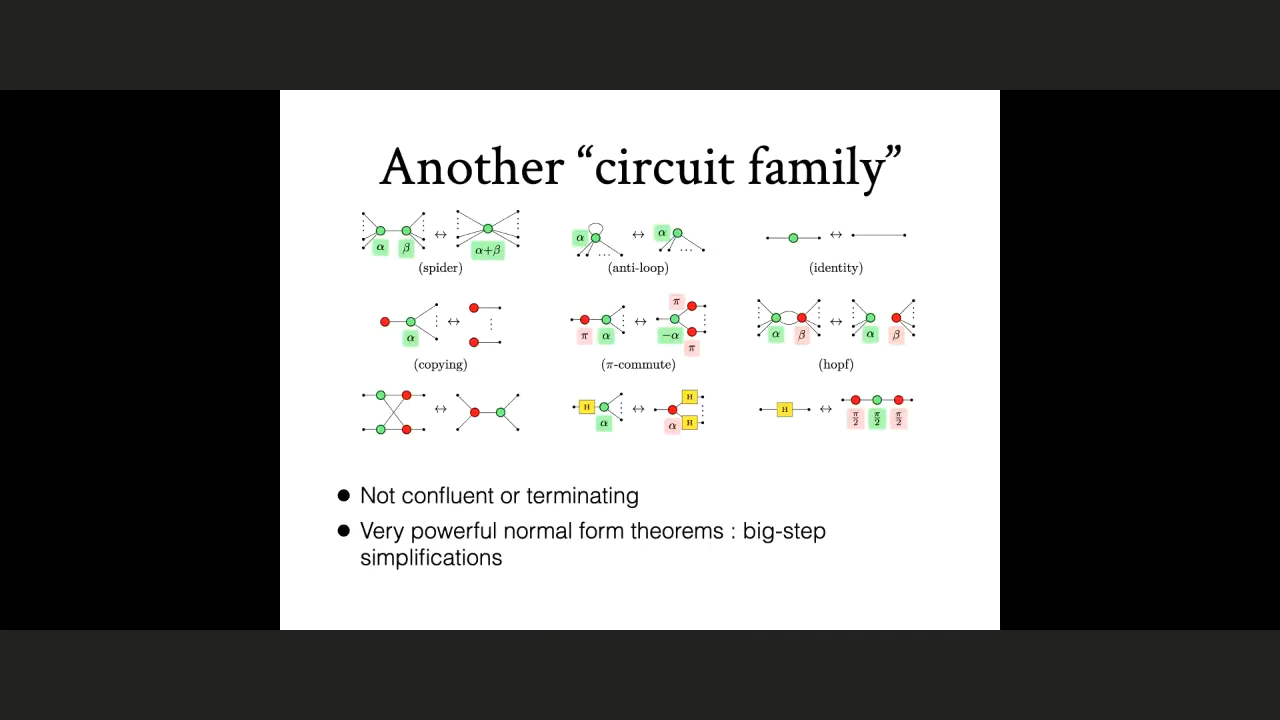 Another “circuit family”
α β ↔ α+β
α ↔ α
↔
(spider) (anti-loop) (identity)
α ↔
π α ↔ π −α π
α β ↔ α β
(copying) (π-commute) (hopf)
↔
H α ↔ α H H
H ↔ π/2 π/2 π/2
● Not confluent or terminating
● Very powerful normal form theorems : big-step
simplifications